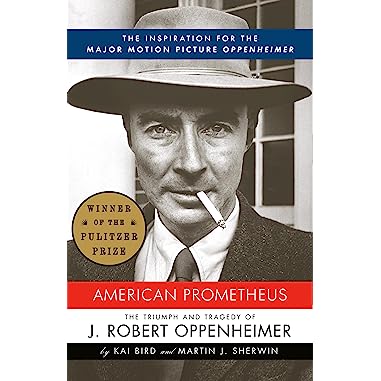 THE INSPIRATION FOR THE
MAJOR MOTION PICTURE OPPENHEIMER
WINNER
OF THE
PULITZER
PRIZE
AMERICAN PROMETHEUS
THE TRIUMPH AND TRAGEDY OF
J. ROBERT OPPENHEIMER
by KAI BIRD and MARTIN J. SHERWIN